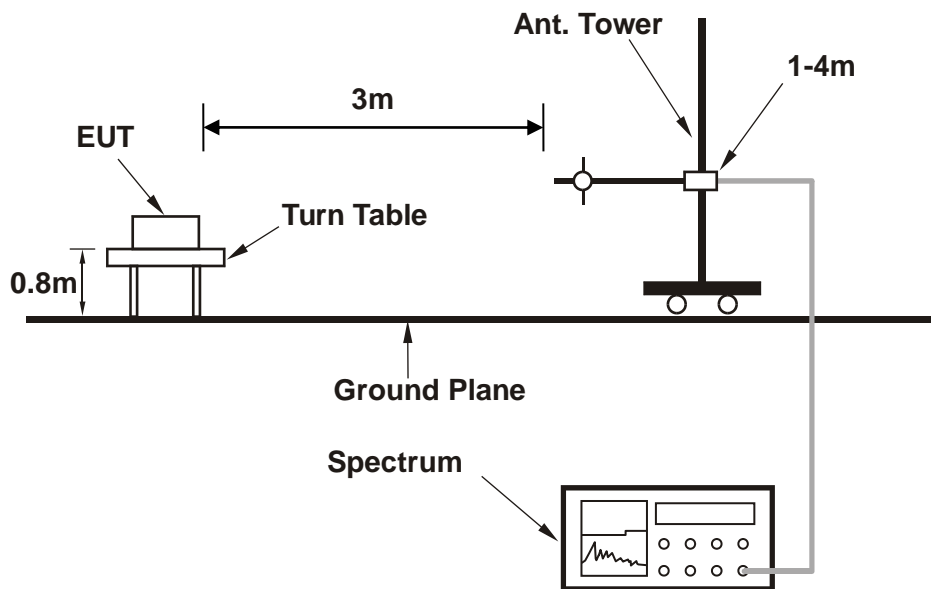 Ant. Tower
1-4m
3m
EUT
Turn Table
0.8m
Ground Plane
Spectrum